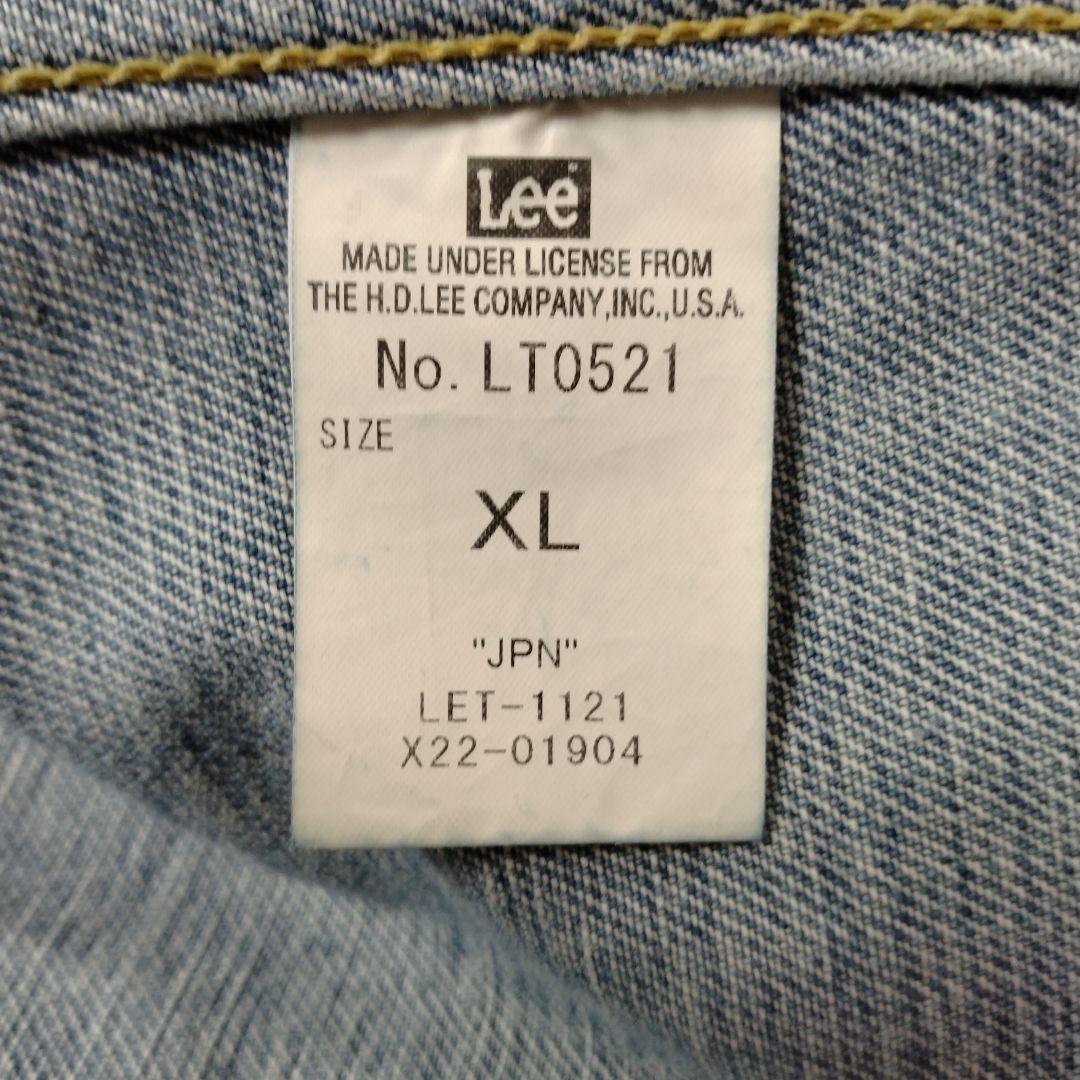 Lee
MADE UNDER LICENSE FROM
THE H.D.LEE COMPANY,INC.,U.S.A.
No. LT0521
SIZE
XL
"JPN"
LET-1121
X22-01904